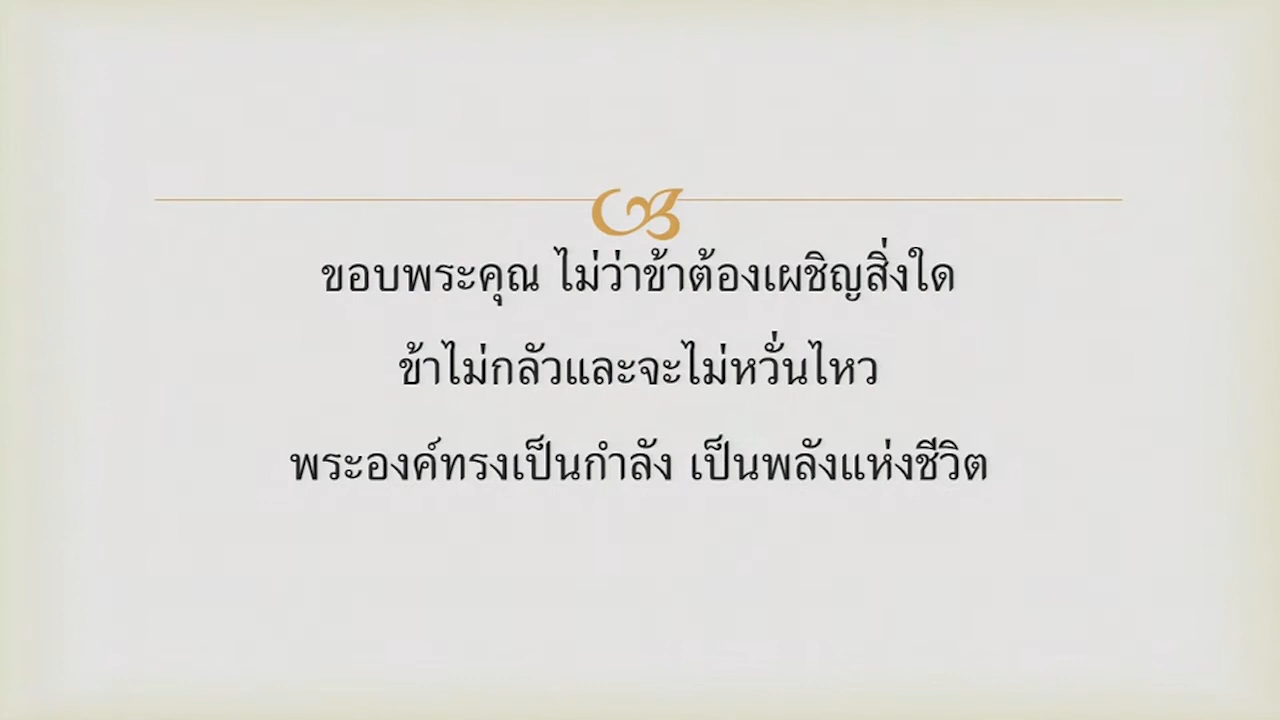 ขอบพระคุณ ไม่ว่าข้าต้องเผชิญสิ่งใด
ข้าไม่กลัวและจะไม่หวั่นไหว
พระองค์ทรงเป็นกำลัง เป็นพลังแห่งชีวิต